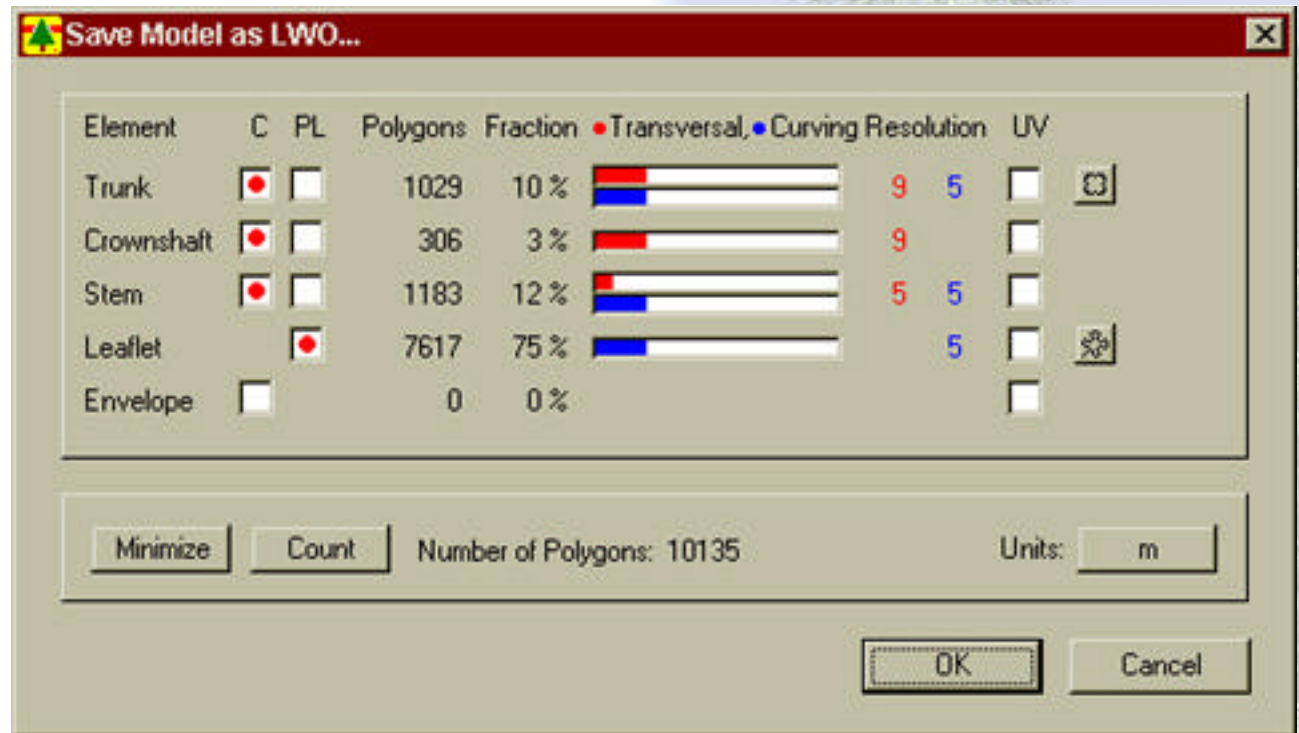 Save Model as LWO...
Element C PL Polygons Fraction •Transversal, •Curving Resolution UV
Trunk 1029 10 % 9 5
Crownshaft 306 3 % 9
Stem 1183 12 % 5 5
Leaflet 7617 75 % 5
Envelope 0 0 %
Minimize Count Number of Polygons: 10135 Units: m
OK Cancel